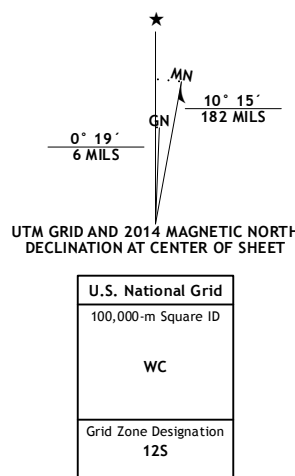 ★
MN
GN
0° 19´
6 MILS
10° 15´
182 MILS
UTM GRID AND 2014 MAGNETIC NORTH
DECLINATION AT CENTER OF SHEET
U.S. National Grid
100,000-m Square ID
WC
Grid Zone Designation
12S